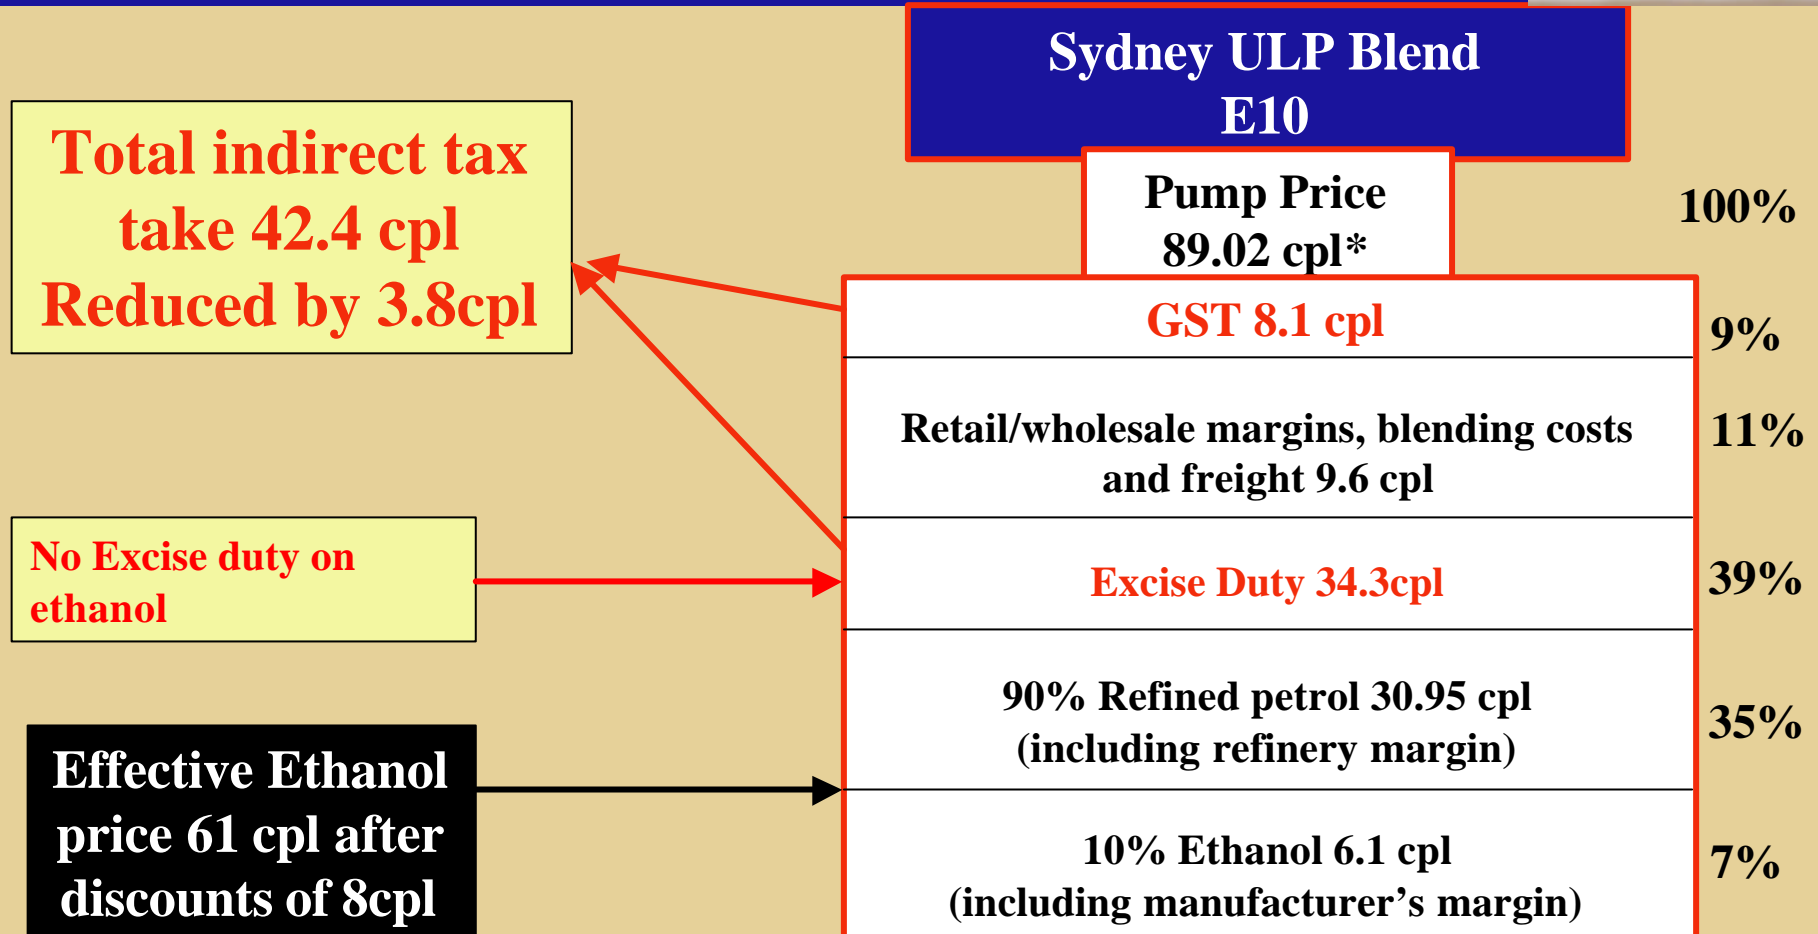 Sydney ULP Blend
E10
Total indirect tax
take 42.4 cpl
Reduced by 3.8cpl
Pump Price
89.02 cpl*
100%
GST 8.1 cpl
9%
Retail/wholesale margins, blending costs
and freight 9.6 cpl
11%
No Excise duty on
ethanol
Excise Duty 34.3cpl
39%
90% Refined petrol 30.95 cpl
(including refinery margin)
35%
Effective Ethanol
price 61 cpl after
discounts of 8cpl
10% Ethanol 6.1 cpl
(including manufacturer’s margin)
7%